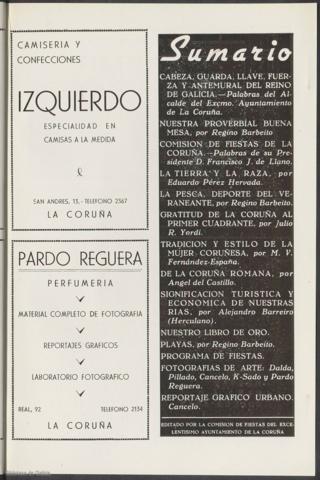 CAMISERIA Y
CONFECCIONES
IZQUIERDO
ESPECIALIDAD EN
CAMISAS A LA MEDIDA
SAN ANDRES, 13. - TELEFONO 2367
LA CORUÑA
PARDO REGUERA
PERFUMERIA
MATERIAL COMPLETO DE FOTOGRAFIA
REPORTAJES GRAFICOS
LABORATORIO FOTOGRAFICO
REAL, 92 TELEFONO 2134
LA CORUÑA
Sumario
CABEZA, GUARDA, LLAVE, FUER-
ZA Y ANTEMURAL DEL REINO
DE GALICIA.—Palabras del Al-
calde del Excmo. Ayuntamiento
de La Coruña.
NUESTRA PROVERBIAL BUENA
MESA, por Regino Barbeito
COMISION DE FIESTAS DE LA
CORUÑA.—Palabras de su Pre-
sidente D. Francisco J. de Llano.
LA TIERRA Y LA RAZA, por
Eduardo Pérez Hervada.
LA PESCA, DEPORTE DEL VE-
RANEANTE, por Regino Barbeito.
GRATITUD DE LA CORUÑA AL
PRIMER CUADRANTE, por Julio
R. Yordi.
TRADICION Y ESTILO DE LA
MUJER CORUÑESA, por M. V.
Fernández-España.
DE LA CORUÑA ROMANA, por
Angel del Castillo.
SIGNIFICACION TURISTICA Y
ECONOMICA DE NUESTRAS
RIAS, por Alejandro Barreiro
(Herculano).
NUESTRO LIBRO DE ORO.
PLAYAS, por Regino Barbeito.
PROGRAMA DE FIESTAS.
FOTOGRAFIAS DE ARTE: Dalda,
Pillado, Cancelo, K-Sado y Pardo
Reguera.
REPORTAJE GRAFICO URBANO.
Cancelo.
EDITADO POR LA COMISION DE FIESTAS DEL EXCE-
LENTISIMO AYUNTAMIENTO DE LA CORUÑA